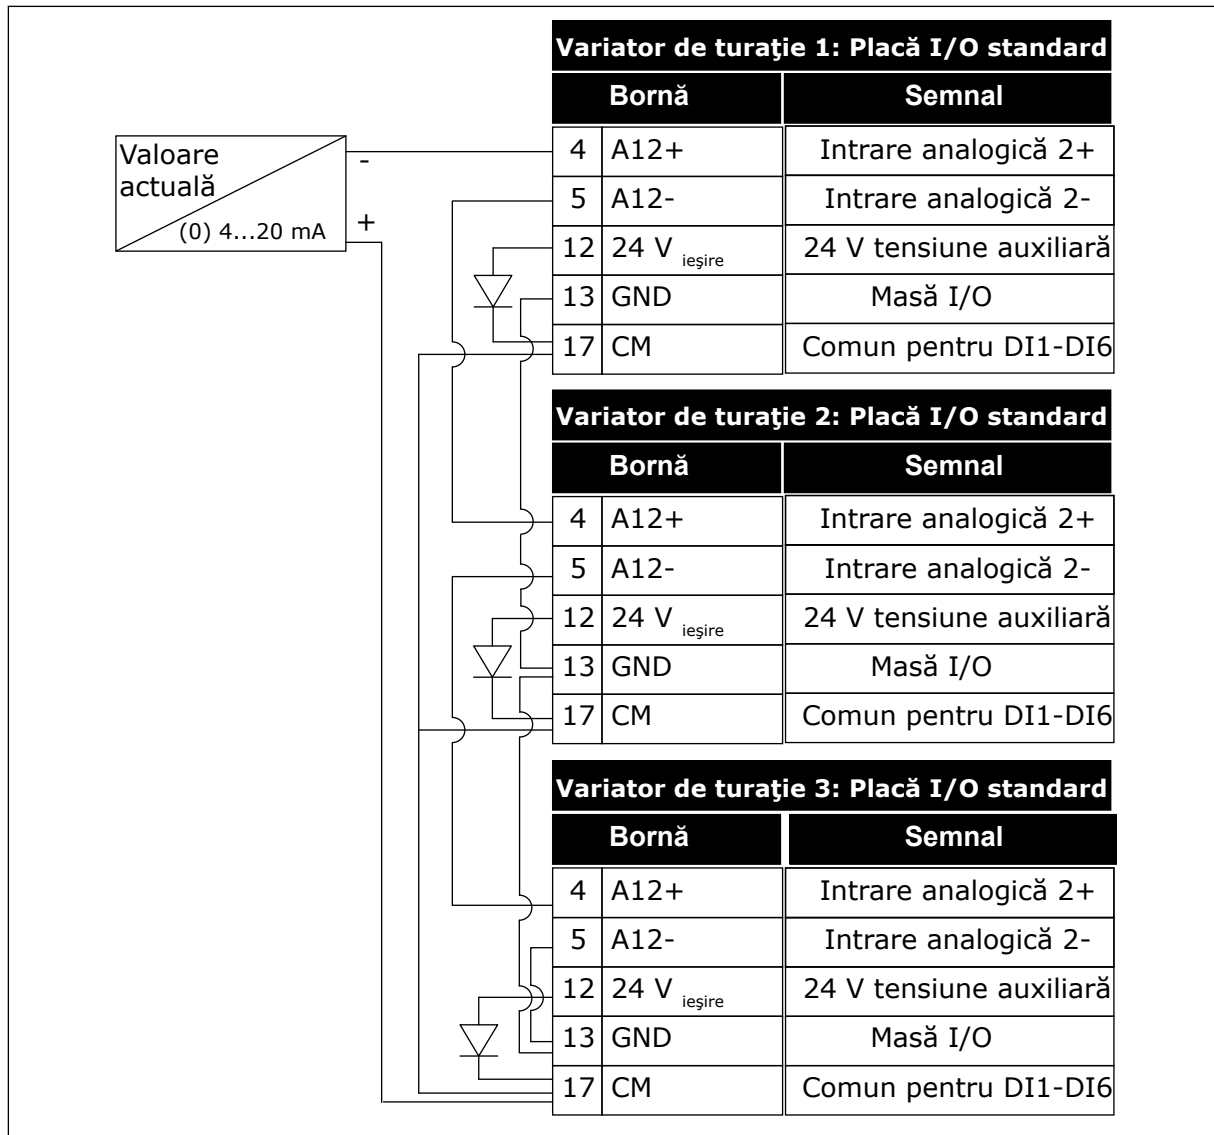 Variator de turaţie 1: Placă I/O standard
Bornă Semnal
Valoare
actuală
-
+
(0) 4...20 mA
4 A12+ Intrare analogică 2+
5 A12- Intrare analogică 2-
12 24 V ieşire 24 V tensiune auxiliară
13 GND Masă I/O
17 CM Comun pentru DI1-DI6
Variator de turaţie 2: Placă I/O standard
Bornă Semnal
4 A12+ Intrare analogică 2+
5 A12- Intrare analogică 2-
12 24 V ieşire 24 V tensiune auxiliară
13 GND Masă I/O
17 CM Comun pentru DI1-DI6
Variator de turaţie 3: Placă I/O standard
Bornă Semnal
4 A12+ Intrare analogică 2+
5 A12- Intrare analogică 2-
12 24 V ieşire 24 V tensiune auxiliară
13 GND Masă I/O
17 CM Comun pentru DI1-DI6